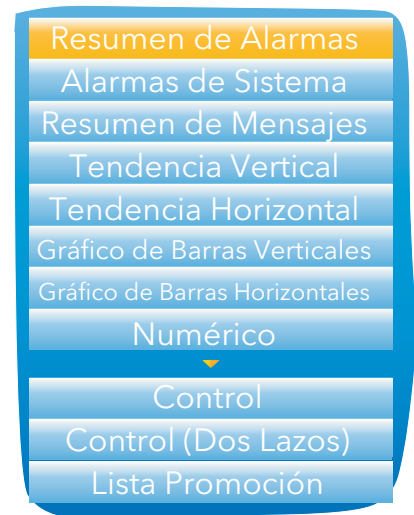 Resumen de Alarmas
Alarmas de Sistema
Resumen de Mensajes
Tendencia Vertical
Tendencia Horizontal
Gráfico de Barras Verticales
Gráfico de Barras Horizontales
Numérico
Control
Control (Dos Lazos)
Lista Promoción